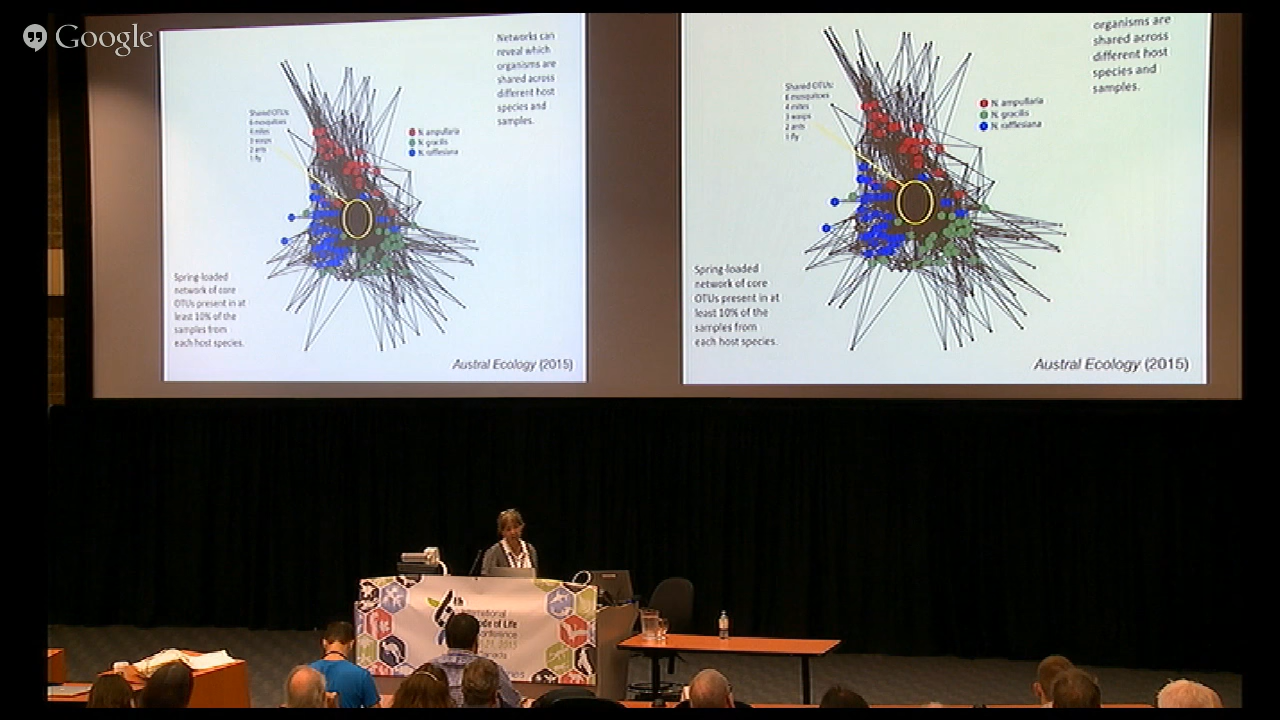 Google
Networks can
reveal which
organisms are
shared across
different host
species and
samples.
Shared OTUs:
6 mosquitoes
4 mites
3 wasps
2 ants
1 fly
N. ampullaria
N. gracilis
N. rafflesiana
Spring-loaded
network of core
OTUs present in at
least 10% of the
samples from
each host species.
Austral Ecology (2015)
organisms are
shared across
different host
species and
samples.
Shared OTUs:
6 mosquitoes
4 mites
3 wasps
2 ants
1 fly
N. ampullaria
N. gracilis
N. rafflesiana
Spring-loaded
network of core
OTUs present in at
least 10% of the
samples from
each host species.
Austral Ecology (2015)
6th
International
ode of Life
onference
2015